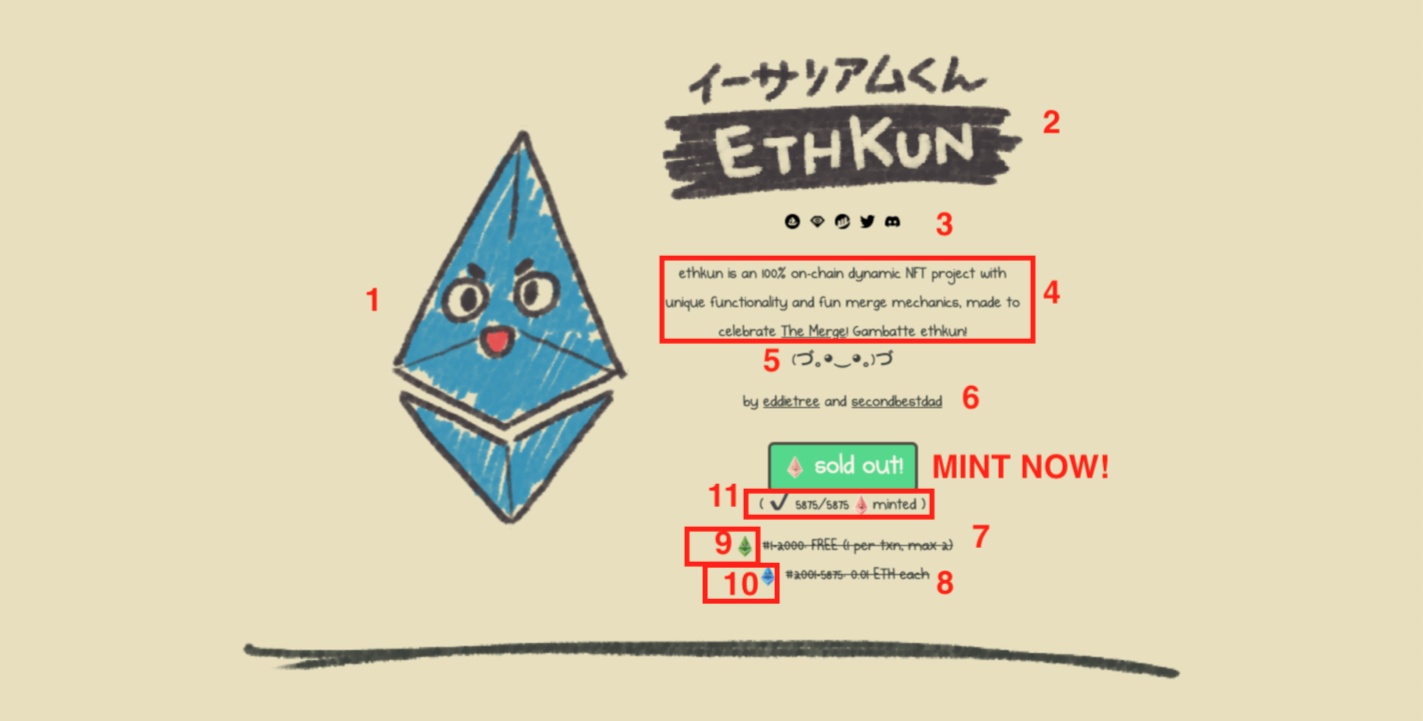 イーサリアムくん
ETHKUN
2
3
ethkun is an 100% on-chain dynamic NFT project with
unique functionality and fun merge mechanics, made to
celebrate The Merge! Gambatte ethkun!
4
1
5 (づ｡◕‿◕｡)づ
by eddietree and secondbestdad 6
sold out! MINT NOW!
11 ( ✓ 5875/5875 minted )
9 #1-2000: FREE (1 per txn, max 2) 7
10 #2001-5875: 0.01 ETH each 8